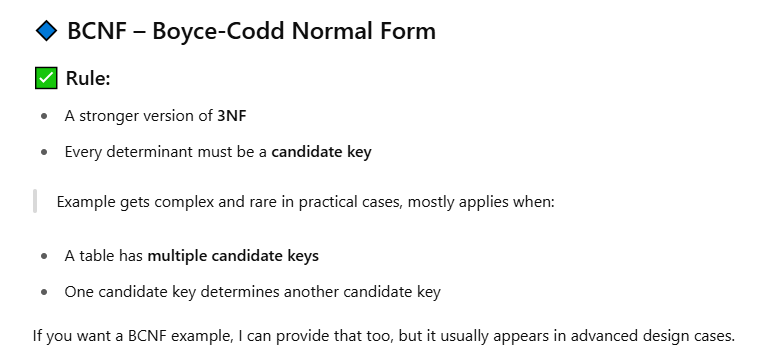 BCNF – Boyce-Codd Normal Form
Rule:
A stronger version of 3NF
Every determinant must be a candidate key
Example gets complex and rare in practical cases, mostly applies when:
A table has multiple candidate keys
One candidate key determines another candidate key
If you want a BCNF example, I can provide that too, but it usually appears in advanced design cases.